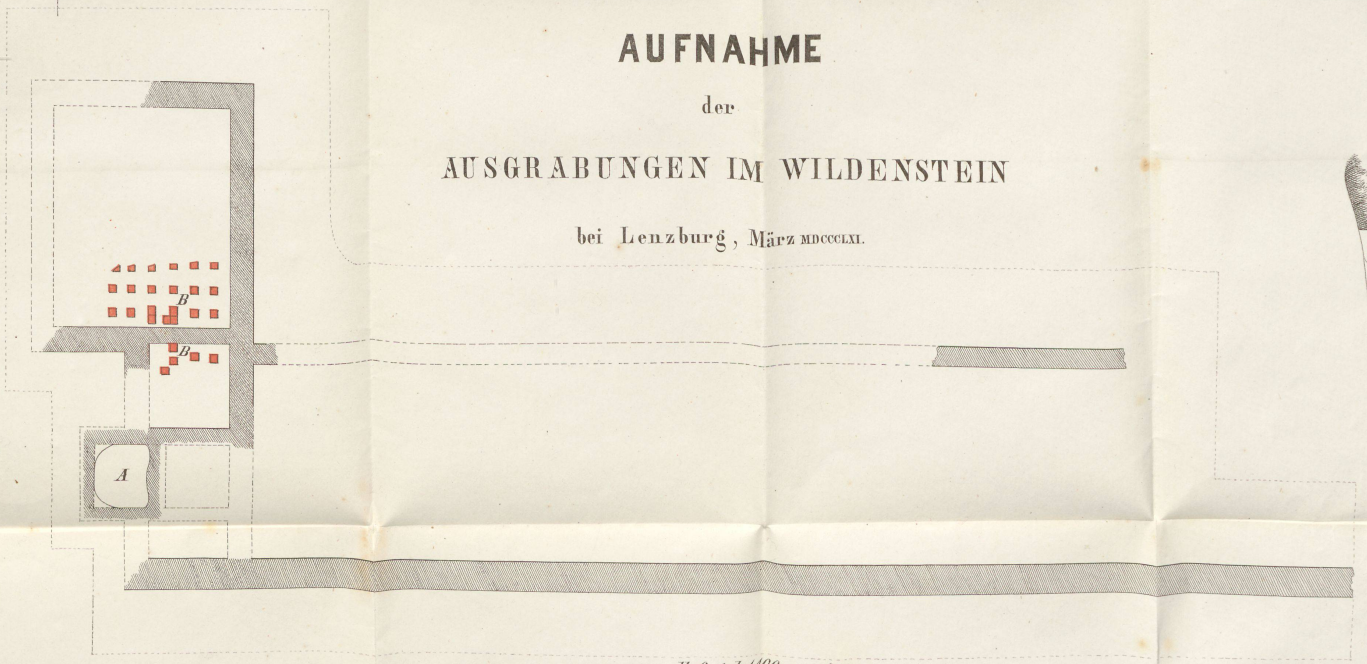 AUFNAHME
der
AUSGRABUNGEN IM WILDENSTEIN
bei Lenzburg, März MDCCCLXI.
B
B
A